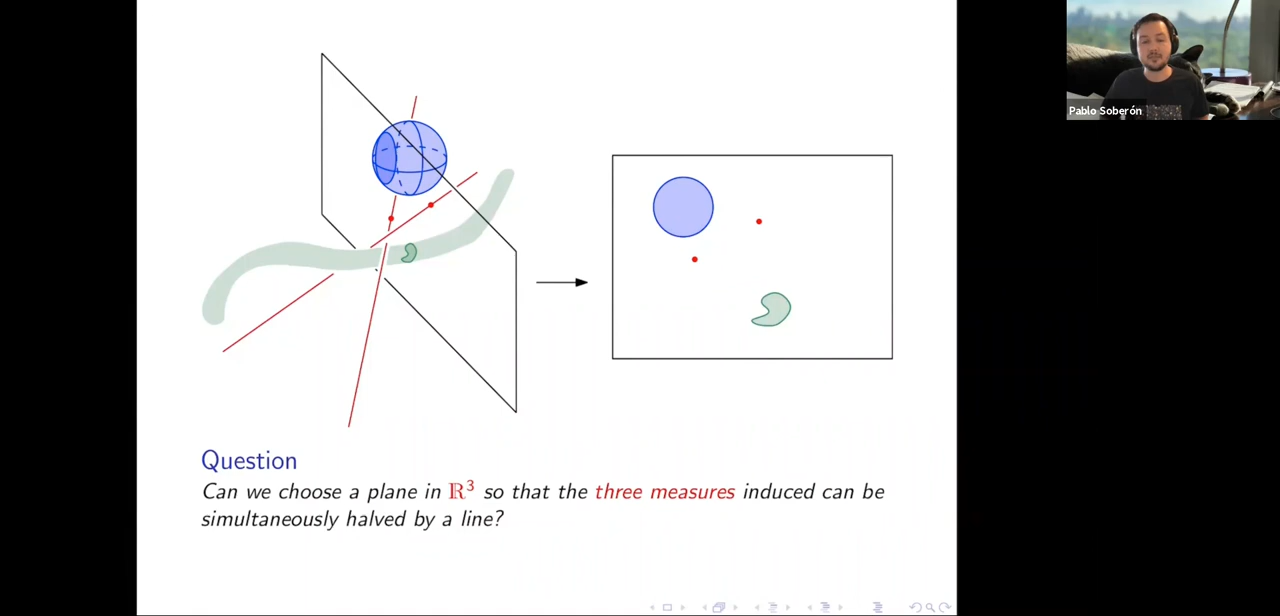 Pablo Soberón
Question
Can we choose a plane in ℝ³ so that the three measures induced can be
simultaneously halved by a line?